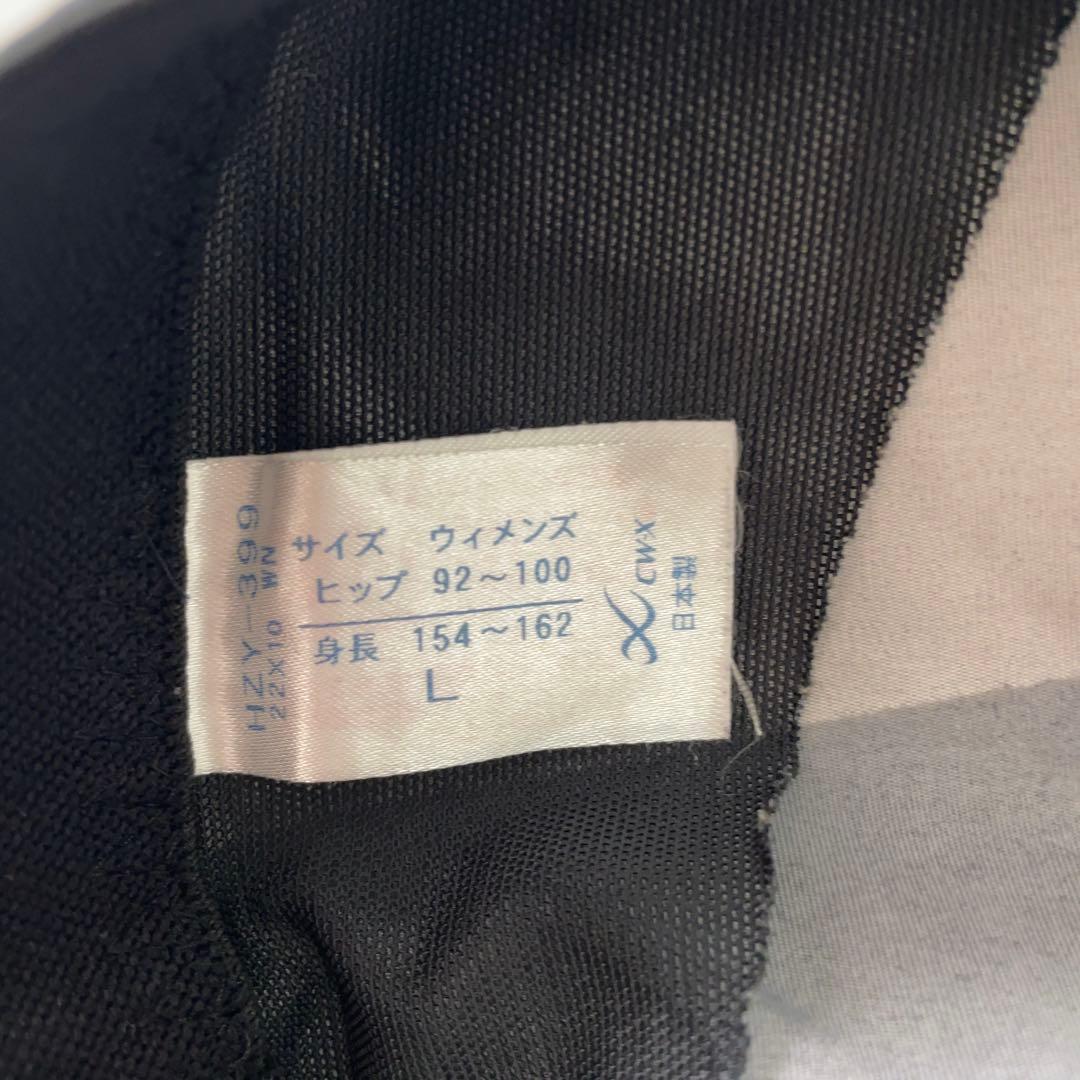 サイズ ウィメンズ
ヒップ 92～100
身長 154～162
L
HZY-399
22X10 WN
CW-X
日本製